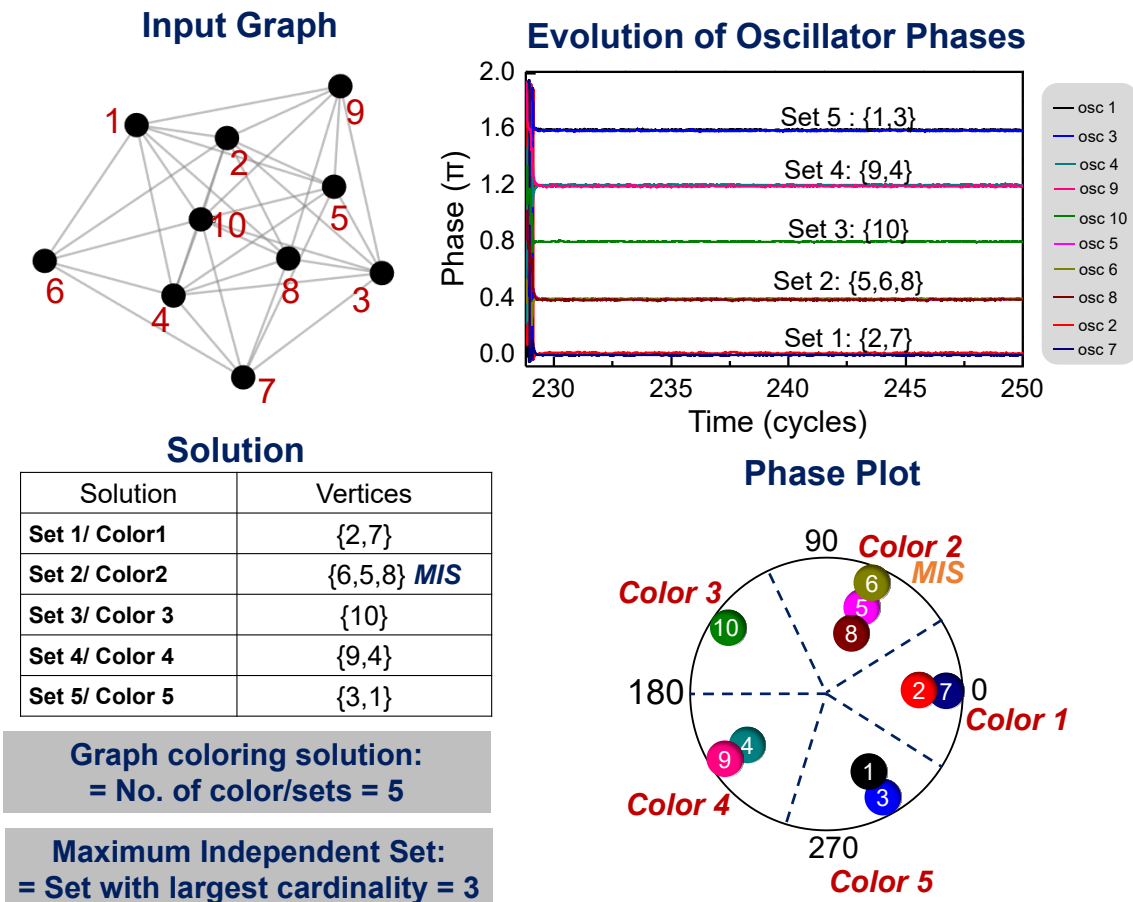 Input Graph
1
9
2
5
10
6
8
3
4
7
Evolution of Oscillator Phases
Phase (π)
2.0
1.6
1.2
0.8
0.4
0.0
Set 5 : {1,3}
Set 4: {9,4}
Set 3: {10}
Set 2: {5,6,8}
Set 1: {2,7}
230 235 240 245 250
Time (cycles)
osc 1
osc 3
osc 4
osc 9
osc 10
osc 5
osc 6
osc 8
osc 2
osc 7
Solution
Solution Vertices
Set 1/ Color1 {2,7}
Set 2/ Color2 {6,5,8} MIS
Set 3/ Color 3 {10}
Set 4/ Color 4 {9,4}
Set 5/ Color 5 {3,1}
Graph coloring solution:
= No. of color/sets = 5
Maximum Independent Set:
= Set with largest cardinality = 3
Phase Plot
90
Color 2
MIS
6
5
8
Color 3
10
180
2
7
0
Color 1
4
9
Color 4
1
3
270
Color 5